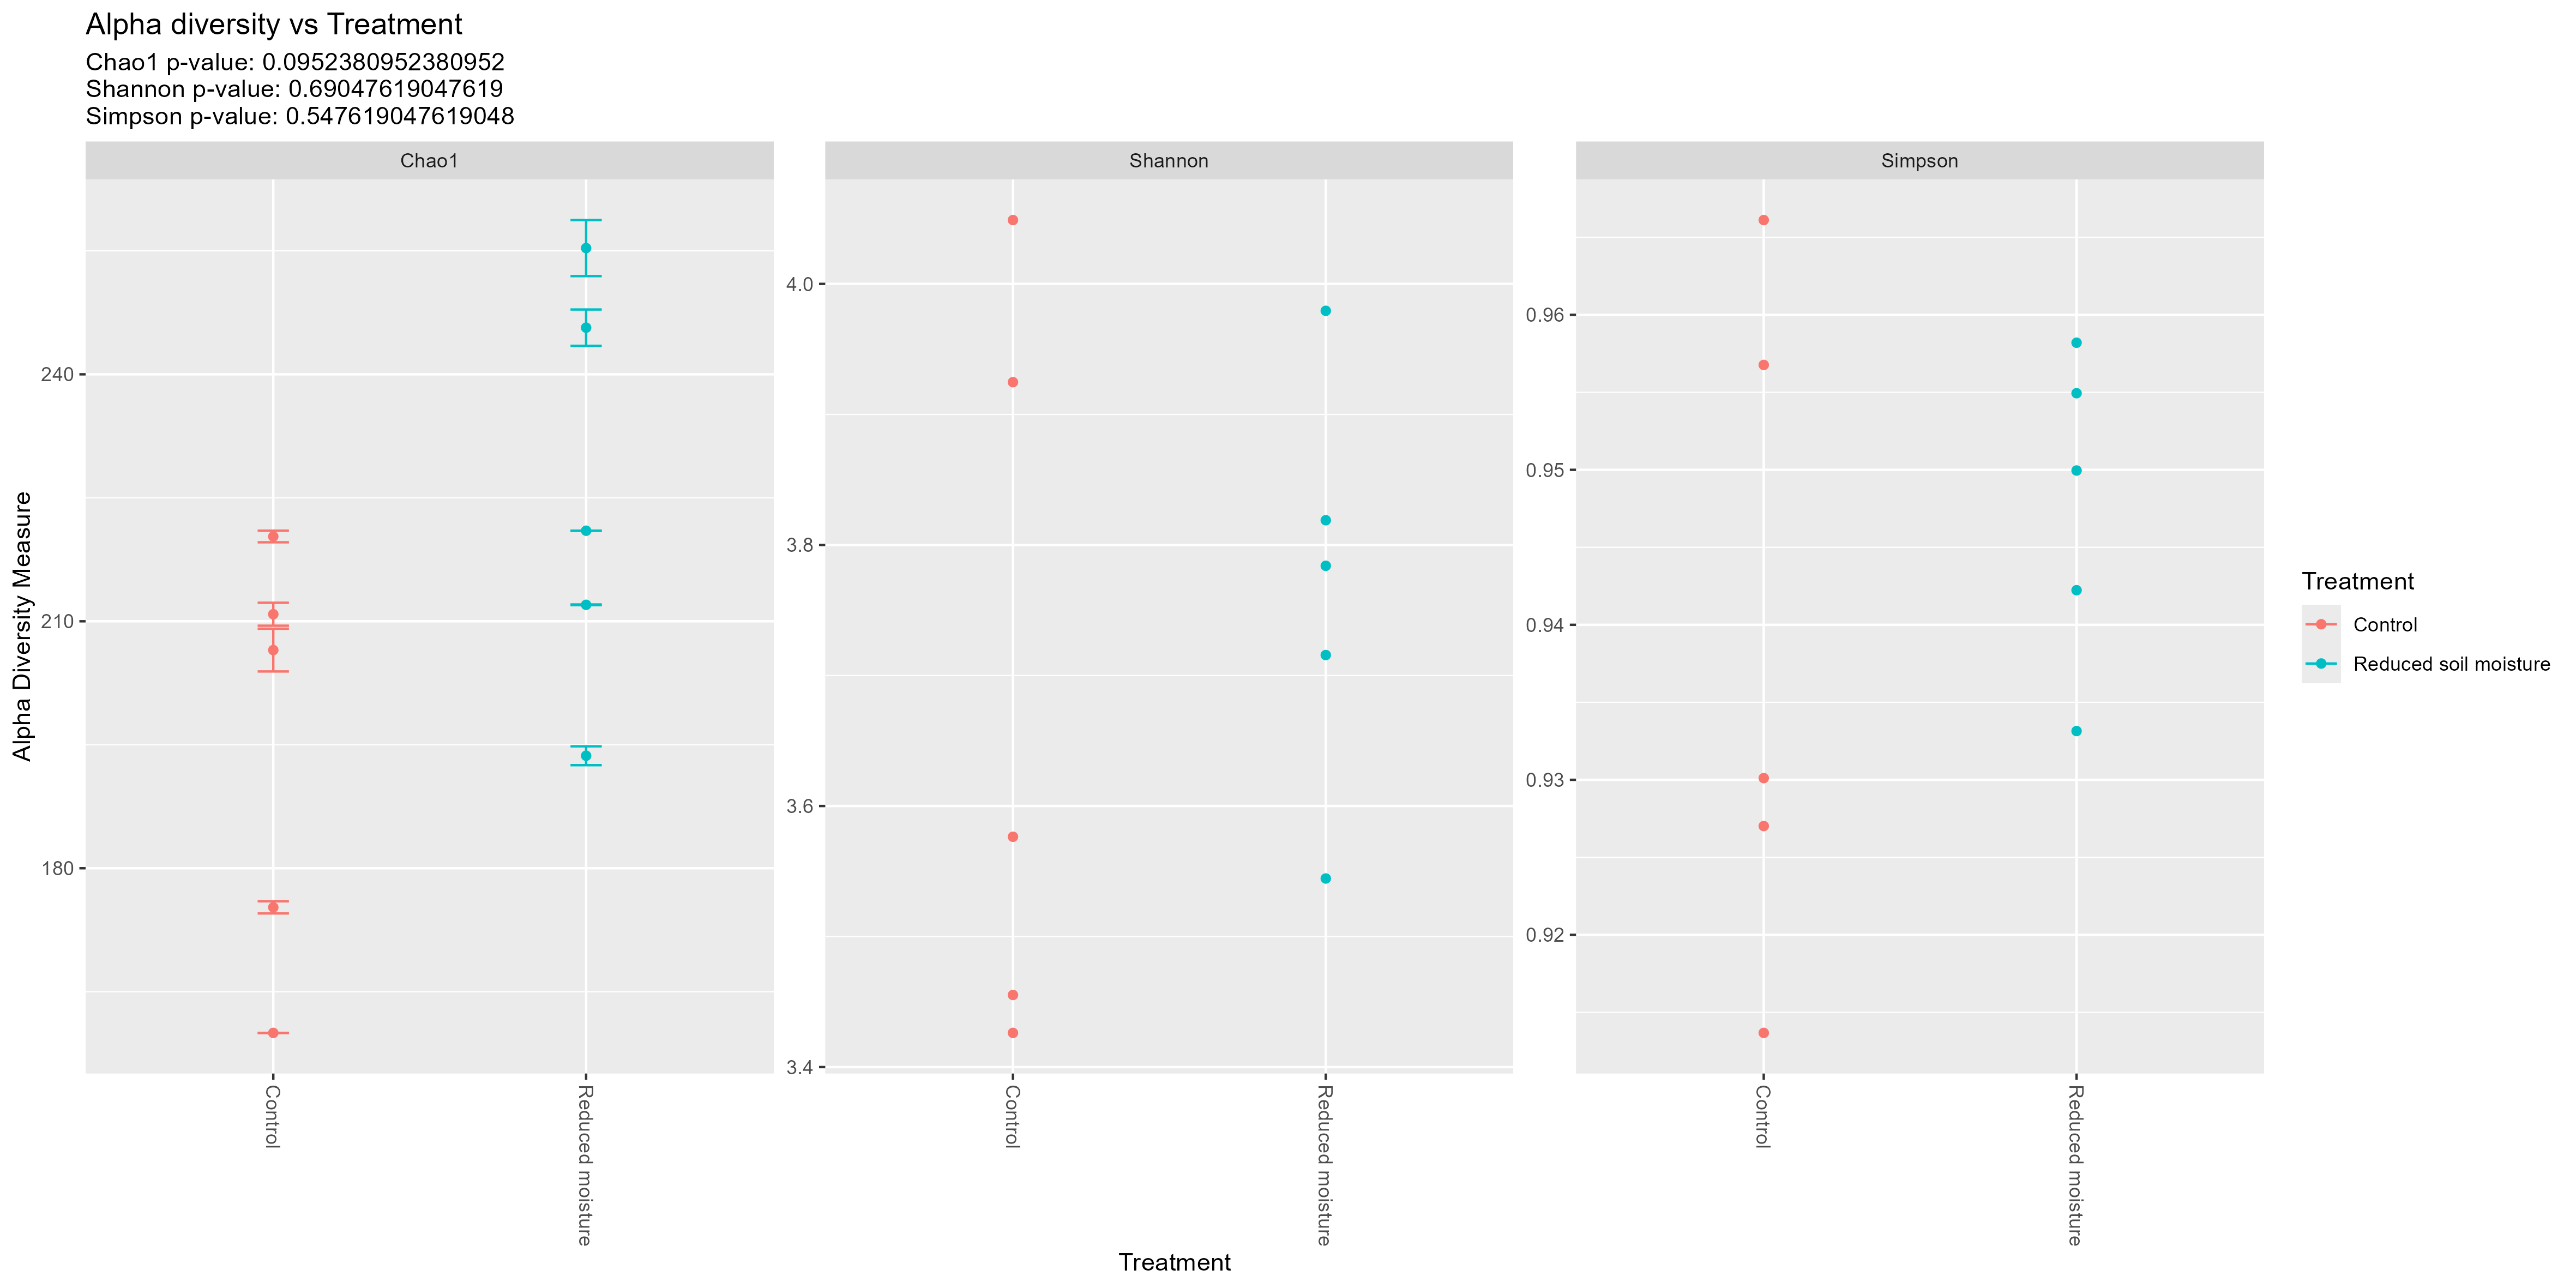 Alpha diversity vs Treatment
Chao1 p-value: 0.0952380952380952
Shannon p-value: 0.69047619047619
Simpson p-value: 0.547619047619048
Chao1
Shannon
Simpson
Alpha Diversity Measure
240
210
180
4.0
3.8
3.6
3.4
0.96
0.95
0.94
0.93
0.92
Control
Reduced moisture
Control
Reduced moisture
Control
Reduced moisture
Treatment
Treatment
Control
Reduced soil moisture